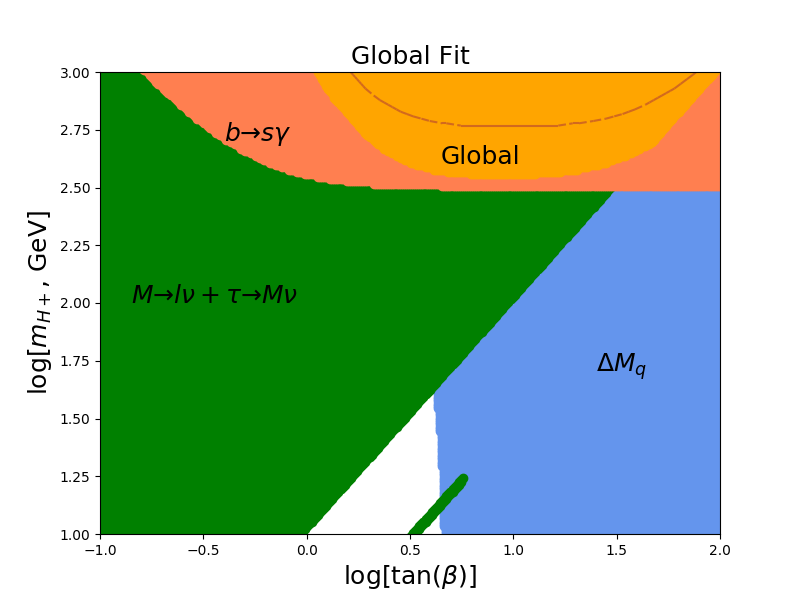 Global Fit
3.00
2.75
2.50
2.25
2.00
1.75
1.50
1.25
1.00
log[m_{H+}, GeV]
b→sγ
Global
M→lν + τ→Mν
ΔM_q
−1.0 −0.5 0.0 0.5 1.0 1.5 2.0
log[tan(β)]